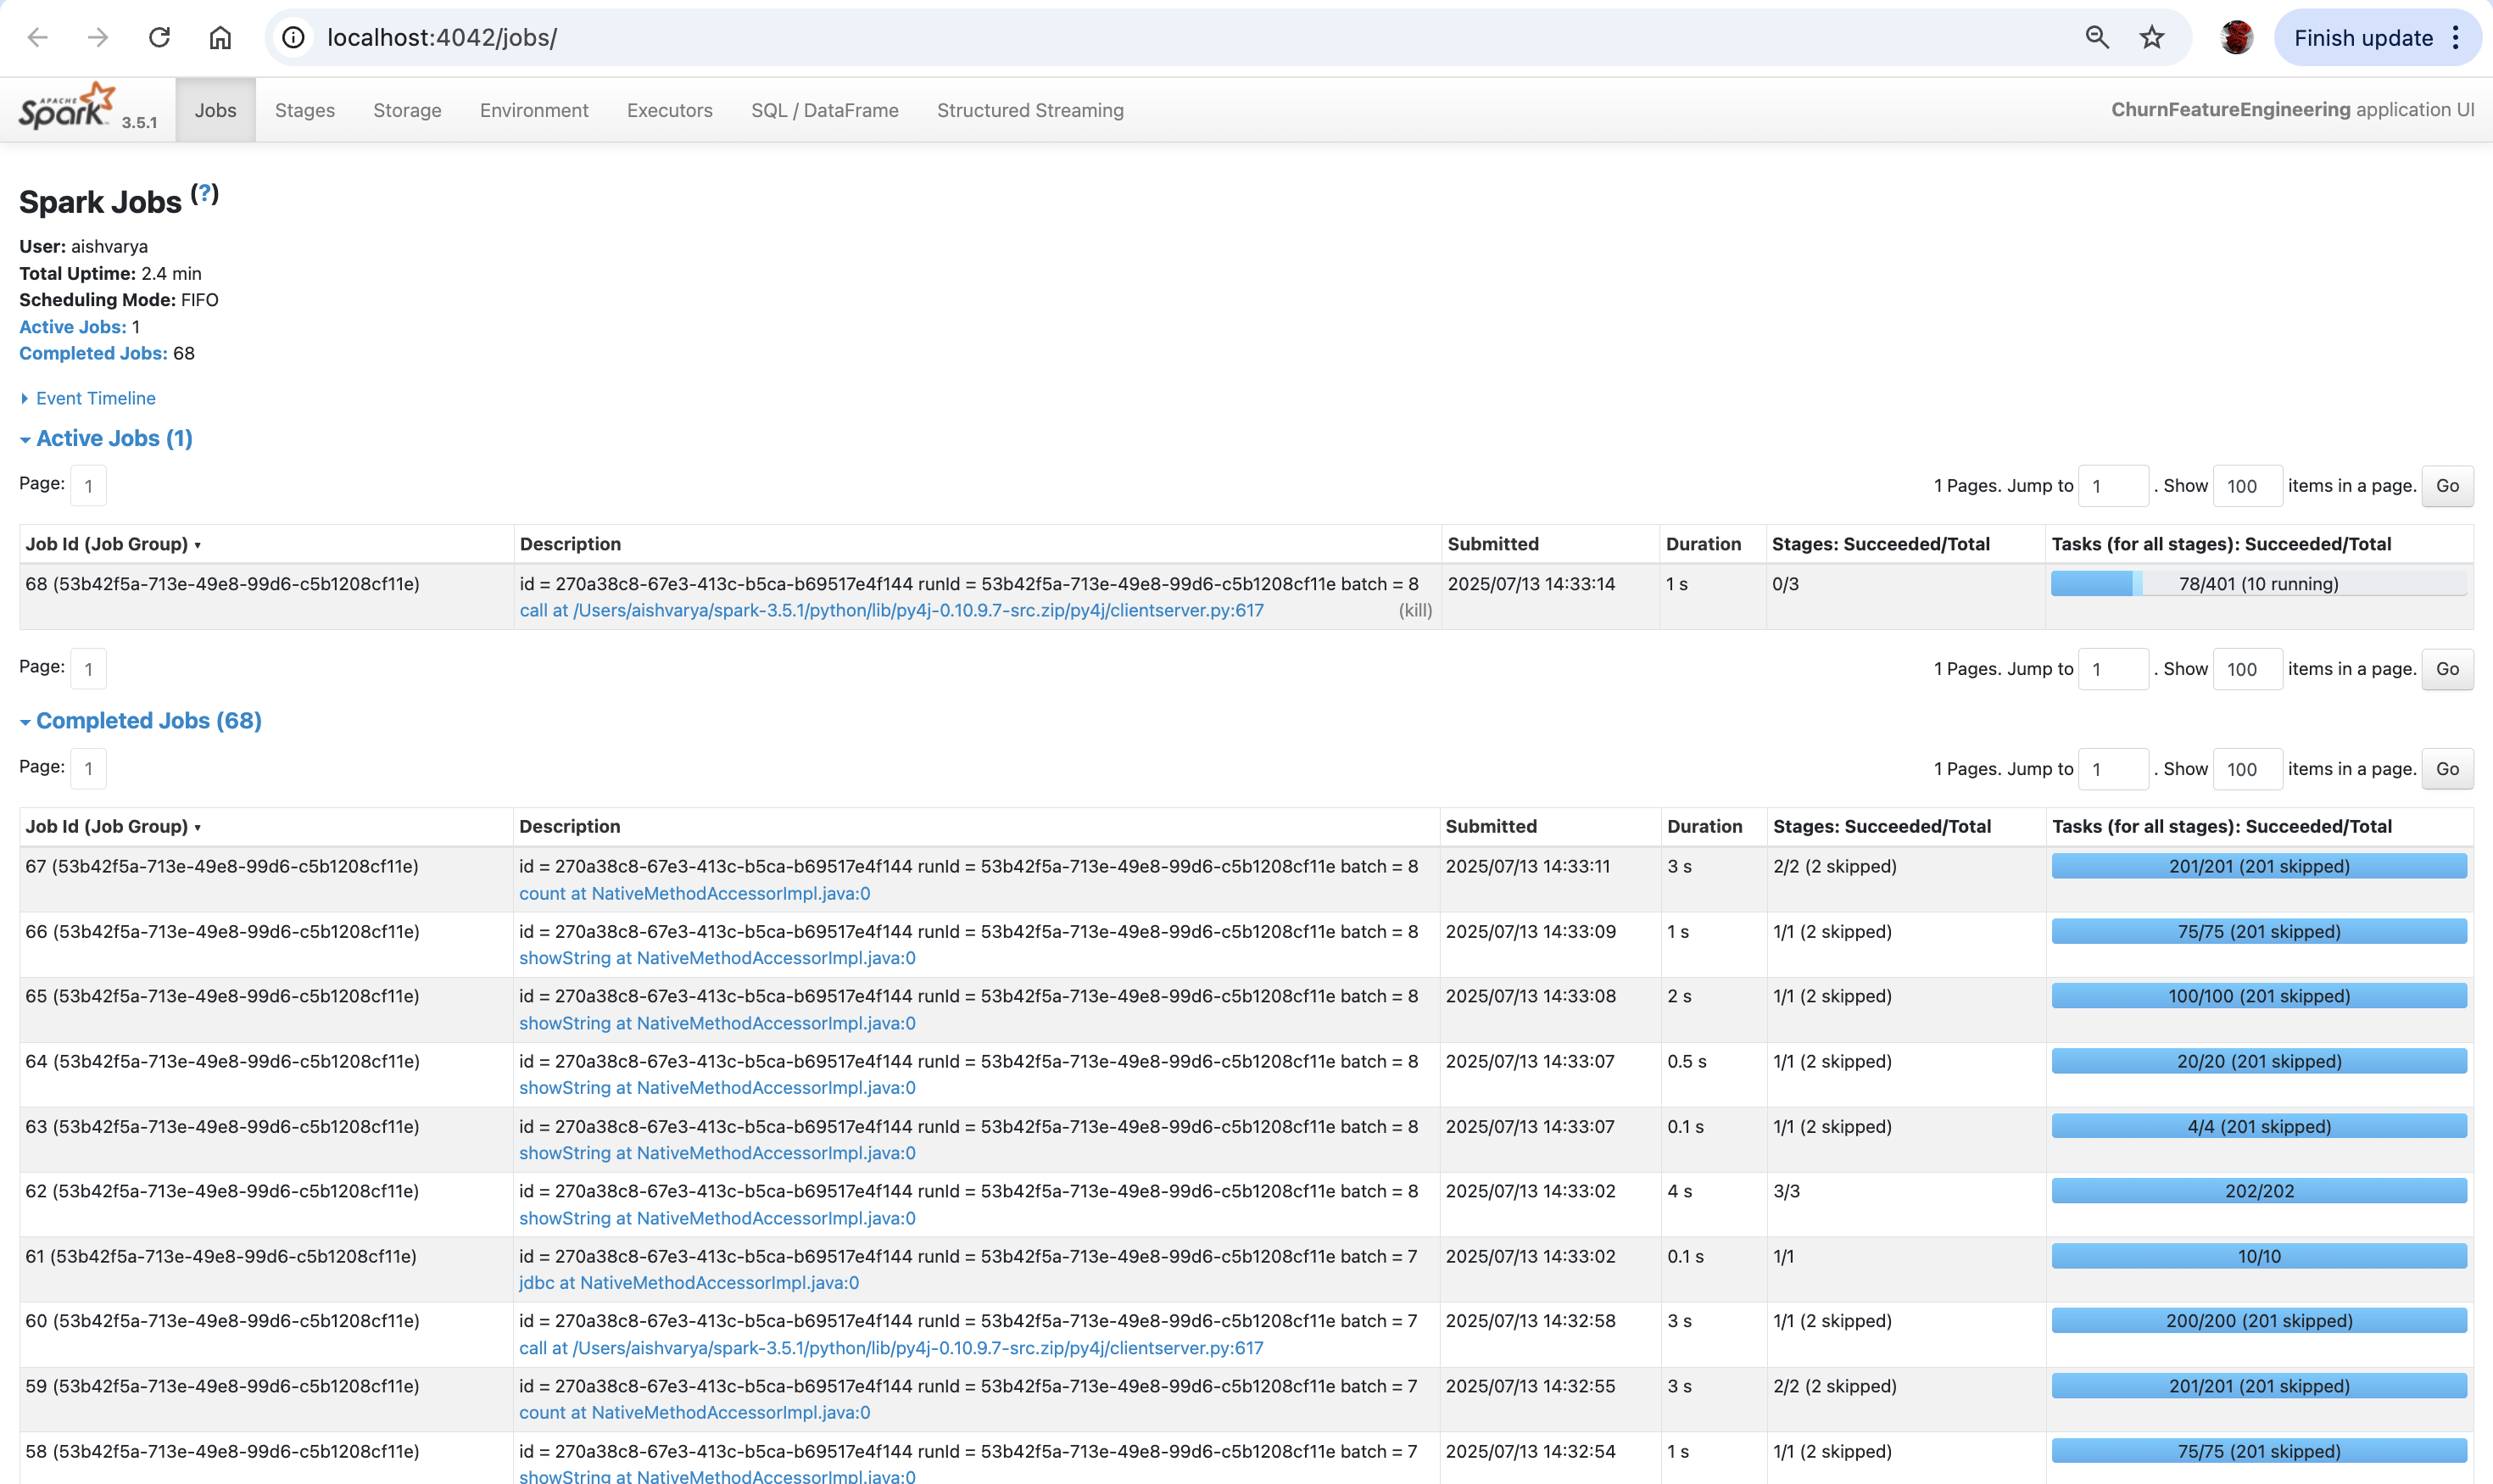 localhost:4042/jobs/
Finish update
APACHE Spark 3.5.1
Jobs
Stages
Storage
Environment
Executors
SQL / DataFrame
Structured Streaming
ChurnFeatureEngineering application UI
Spark Jobs (?)
User: aishvarya
Total Uptime: 2.4 min
Scheduling Mode: FIFO
Active Jobs: 1
Completed Jobs: 68
Event Timeline
Active Jobs (1)
Page: 1
1 Pages. Jump to 1 . Show 100 items in a page. Go
Job Id (Job Group) ▾ Description Submitted Duration Stages: Succeeded/Total Tasks (for all stages): Succeeded/Total
68 (53b42f5a-713e-49e8-99d6-c5b1208cf11e) id = 270a38c8-67e3-413c-b5ca-b69517e4f144 runId = 53b42f5a-713e-49e8-99d6-c5b1208cf11e batch = 8 2025/07/13 14:33:14 1 s 0/3 78/401 (10 running)
call at /Users/aishvarya/spark-3.5.1/python/lib/py4j-0.10.9.7-src.zip/py4j/clientserver.py:617 (kill)
Page: 1
1 Pages. Jump to 1 . Show 100 items in a page. Go
Completed Jobs (68)
Page: 1
1 Pages. Jump to 1 . Show 100 items in a page. Go
Job Id (Job Group) ▾ Description Submitted Duration Stages: Succeeded/Total Tasks (for all stages): Succeeded/Total
67 (53b42f5a-713e-49e8-99d6-c5b1208cf11e) id = 270a38c8-67e3-413c-b5ca-b69517e4f144 runId = 53b42f5a-713e-49e8-99d6-c5b1208cf11e batch = 8 2025/07/13 14:33:11 3 s 2/2 (2 skipped) 201/201 (201 skipped)
count at NativeMethodAccessorImpl.java:0
66 (53b42f5a-713e-49e8-99d6-c5b1208cf11e) id = 270a38c8-67e3-413c-b5ca-b69517e4f144 runId = 53b42f5a-713e-49e8-99d6-c5b1208cf11e batch = 8 2025/07/13 14:33:09 1 s 1/1 (2 skipped) 75/75 (201 skipped)
showString at NativeMethodAccessorImpl.java:0
65 (53b42f5a-713e-49e8-99d6-c5b1208cf11e) id = 270a38c8-67e3-413c-b5ca-b69517e4f144 runId = 53b42f5a-713e-49e8-99d6-c5b1208cf11e batch = 8 2025/07/13 14:33:08 2 s 1/1 (2 skipped) 100/100 (201 skipped)
showString at NativeMethodAccessorImpl.java:0
64 (53b42f5a-713e-49e8-99d6-c5b1208cf11e) id = 270a38c8-67e3-413c-b5ca-b69517e4f144 runId = 53b42f5a-713e-49e8-99d6-c5b1208cf11e batch = 8 2025/07/13 14:33:07 0.5 s 1/1 (2 skipped) 20/20 (201 skipped)
showString at NativeMethodAccessorImpl.java:0
63 (53b42f5a-713e-49e8-99d6-c5b1208cf11e) id = 270a38c8-67e3-413c-b5ca-b69517e4f144 runId = 53b42f5a-713e-49e8-99d6-c5b1208cf11e batch = 8 2025/07/13 14:33:07 0.1 s 1/1 (2 skipped) 4/4 (201 skipped)
showString at NativeMethodAccessorImpl.java:0
62 (53b42f5a-713e-49e8-99d6-c5b1208cf11e) id = 270a38c8-67e3-413c-b5ca-b69517e4f144 runId = 53b42f5a-713e-49e8-99d6-c5b1208cf11e batch = 8 2025/07/13 14:33:02 4 s 3/3 202/202
showString at NativeMethodAccessorImpl.java:0
61 (53b42f5a-713e-49e8-99d6-c5b1208cf11e) id = 270a38c8-67e3-413c-b5ca-b69517e4f144 runId = 53b42f5a-713e-49e8-99d6-c5b1208cf11e batch = 7 2025/07/13 14:33:02 0.1 s 1/1 10/10
jdbc at NativeMethodAccessorImpl.java:0
60 (53b42f5a-713e-49e8-99d6-c5b1208cf11e) id = 270a38c8-67e3-413c-b5ca-b69517e4f144 runId = 53b42f5a-713e-49e8-99d6-c5b1208cf11e batch = 7 2025/07/13 14:32:58 3 s 1/1 (2 skipped) 200/200 (201 skipped)
call at /Users/aishvarya/spark-3.5.1/python/lib/py4j-0.10.9.7-src.zip/py4j/clientserver.py:617
59 (53b42f5a-713e-49e8-99d6-c5b1208cf11e) id = 270a38c8-67e3-413c-b5ca-b69517e4f144 runId = 53b42f5a-713e-49e8-99d6-c5b1208cf11e batch = 7 2025/07/13 14:32:55 3 s 2/2 (2 skipped) 201/201 (201 skipped)
count at NativeMethodAccessorImpl.java:0
58 (53b42f5a-713e-49e8-99d6-c5b1208cf11e) id = 270a38c8-67e3-413c-b5ca-b69517e4f144 runId = 53b42f5a-713e-49e8-99d6-c5b1208cf11e batch = 7 2025/07/13 14:32:54 1 s 1/1 (2 skipped) 75/75 (201 skipped)
showString at NativeMethodAccessorImpl.java:0